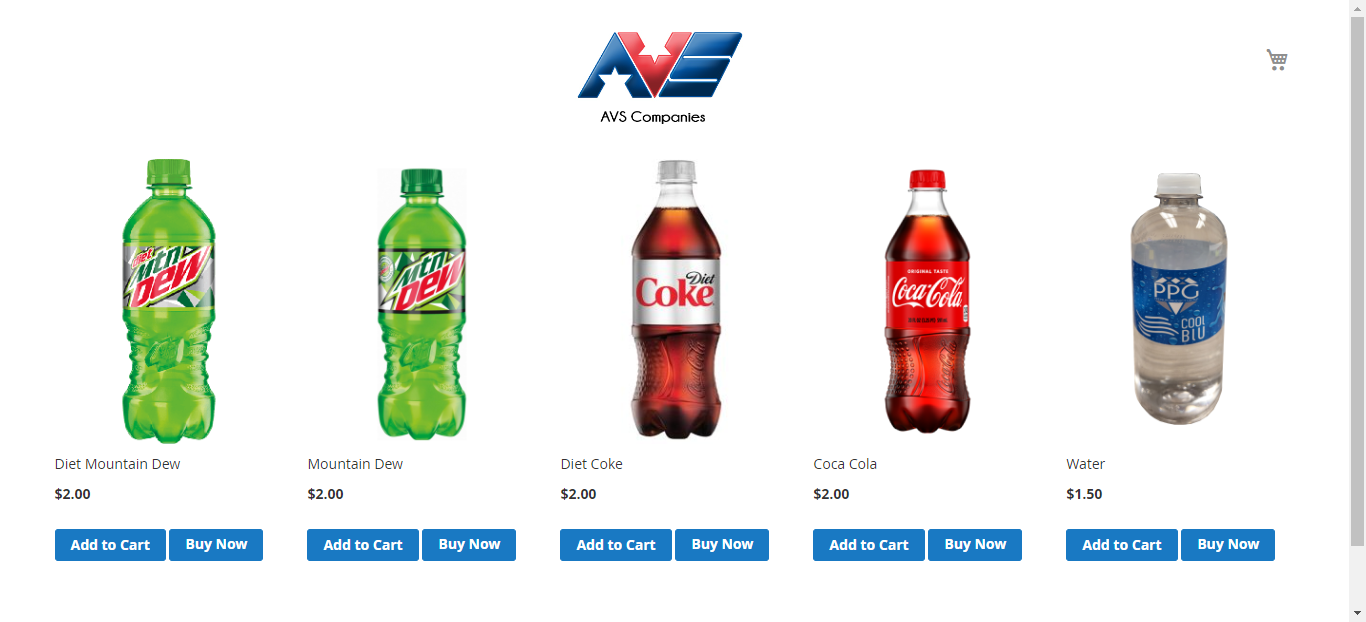 AVS
AVS Companies
Diet
Mtn
DEW
Mtn
DEW
Diet
Coke
ORIGINAL TASTE
Coca-Cola
PPG
COOL
BLU
Diet Mountain Dew
Mountain Dew
Diet Coke
Coca Cola
Water
$2.00
$2.00
$2.00
$2.00
$1.50
Add to Cart
Buy Now
Add to Cart
Buy Now
Add to Cart
Buy Now
Add to Cart
Buy Now
Add to Cart
Buy Now